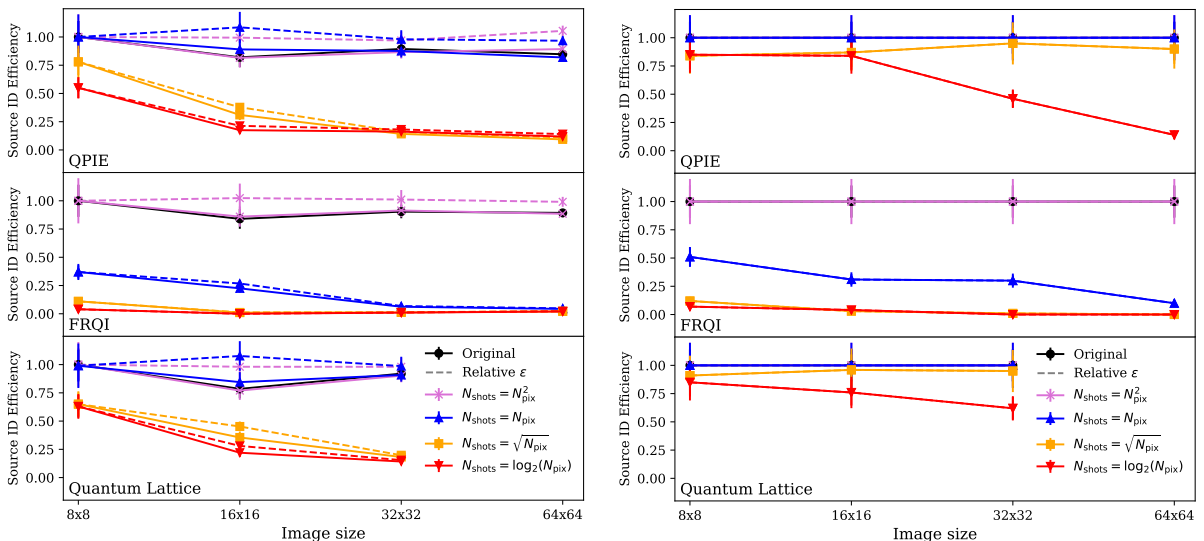 1.00
0.75
0.50
0.25
0.00
Source ID Efficiency
QPIE
1.00
0.75
0.50
0.25
0.00
Source ID Efficiency
FRQI
1.00
0.75
0.50
0.25
0.00
Source ID Efficiency
Original
Relative ε
N_shots = N²_pix
N_shots = N_pix
N_shots = √N_pix
N_shots = log₂(N_pix)
Quantum Lattice
8x8 16x16 32x32 64x64
Image size
1.00
0.75
0.50
0.25
0.00
Source ID Efficiency
QPIE
1.00
0.75
0.50
0.25
0.00
Source ID Efficiency
FRQI
1.00
0.75
0.50
0.25
0.00
Source ID Efficiency
Original
Relative ε
N_shots = N²_pix
N_shots = N_pix
N_shots = √N_pix
N_shots = log₂(N_pix)
Quantum Lattice
8x8 16x16 32x32 64x64
Image size